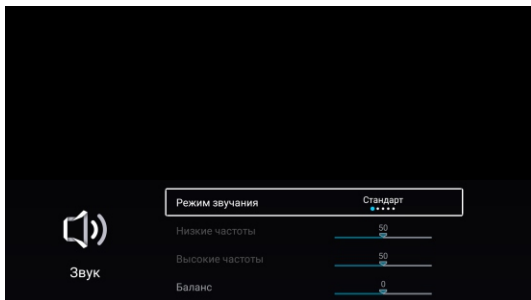 Режим звучания
Стандарт
Низкие частоты
50
Высокие частоты
50
Звук
Баланс
0